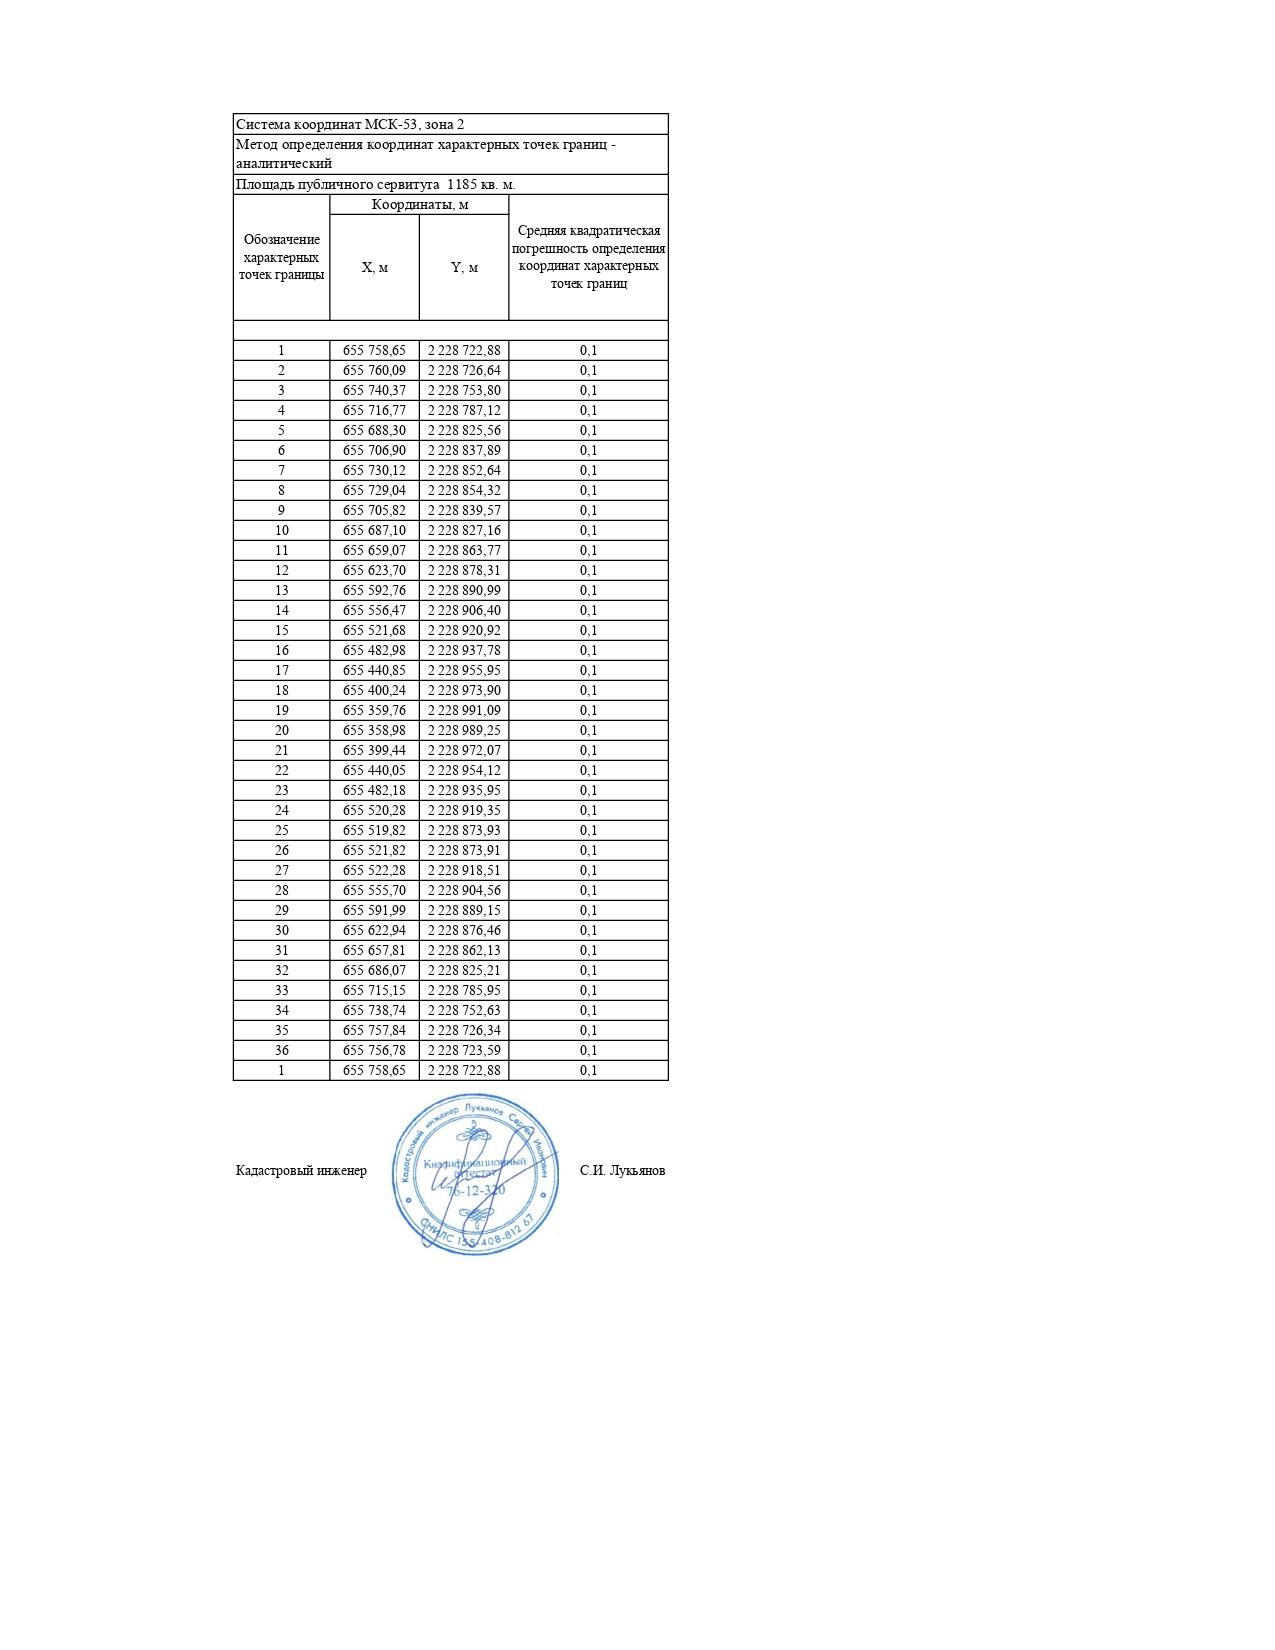 Система координат МСК-53, зона 2
Метод определения координат характерных точек границ -
аналитический
Площадь публичного сервитута 1185 кв. м.
Обозначение
характерных
точек границы
Координаты, м
X, м
Y, м
Средняя квадратическая
погрешность определения
координат характерных
точек границ
1 655 758,65 2 228 722,88 0,1
2 655 760,09 2 228 726,64 0,1
3 655 740,37 2 228 753,80 0,1
4 655 716,77 2 228 787,12 0,1
5 655 688,30 2 228 825,56 0,1
6 655 706,90 2 228 837,89 0,1
7 655 730,12 2 228 852,64 0,1
8 655 729,04 2 228 854,32 0,1
9 655 705,82 2 228 839,57 0,1
10 655 687,10 2 228 827,16 0,1
11 655 659,07 2 228 863,77 0,1
12 655 623,70 2 228 878,31 0,1
13 655 592,76 2 228 890,99 0,1
14 655 556,47 2 228 906,40 0,1
15 655 521,68 2 228 920,92 0,1
16 655 482,98 2 228 937,78 0,1
17 655 440,85 2 228 955,95 0,1
18 655 400,24 2 228 973,90 0,1
19 655 359,76 2 228 991,09 0,1
20 655 358,98 2 228 989,25 0,1
21 655 399,44 2 228 972,07 0,1
22 655 440,05 2 228 954,12 0,1
23 655 482,18 2 228 935,95 0,1
24 655 520,28 2 228 919,35 0,1
25 655 519,82 2 228 873,93 0,1
26 655 521,82 2 228 873,91 0,1
27 655 522,28 2 228 918,51 0,1
28 655 555,70 2 228 904,56 0,1
29 655 591,99 2 228 889,15 0,1
30 655 622,94 2 228 876,46 0,1
31 655 657,81 2 228 862,13 0,1
32 655 686,07 2 228 825,21 0,1
33 655 715,15 2 228 785,95 0,1
34 655 738,74 2 228 752,63 0,1
35 655 757,84 2 228 726,34 0,1
36 655 756,78 2 228 723,59 0,1
1 655 758,65 2 228 722,88 0,1
Кадастровый инженер
Кадастровый инженер Лукьянов Сергей Иванович
Квалификационный
аттестат
76-12-320
СНИЛС 155-408-812 67
С.И. Лукьянов